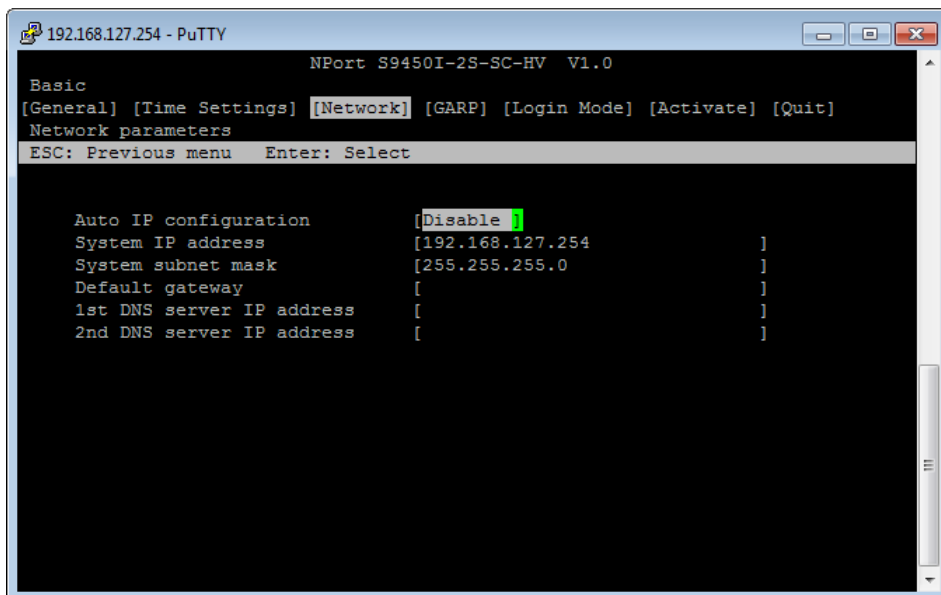 192.168.127.254 - PuTTY
NPort S9450I-2S-SC-HV V1.0
Basic
[General] [Time Settings] [Network] [GARP] [Login Mode] [Activate] [Quit]
Network parameters
ESC: Previous menu Enter: Select
Auto IP configuration [Disable ]
System IP address [192.168.127.254 ]
System subnet mask [255.255.255.0 ]
Default gateway [ ]
1st DNS server IP address [ ]
2nd DNS server IP address [ ]